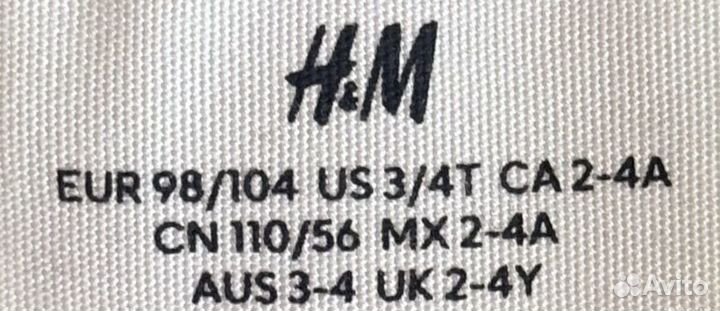 H&M
EUR 98/104 US 3/4T CA 2-4A
CN 110/56 MX 2-4A
AUS 3-4 UK 2-4Y
Avito